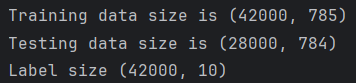 Training data size is (42000, 785)
Testing data size is (28000, 784)
Label size (42000, 10)